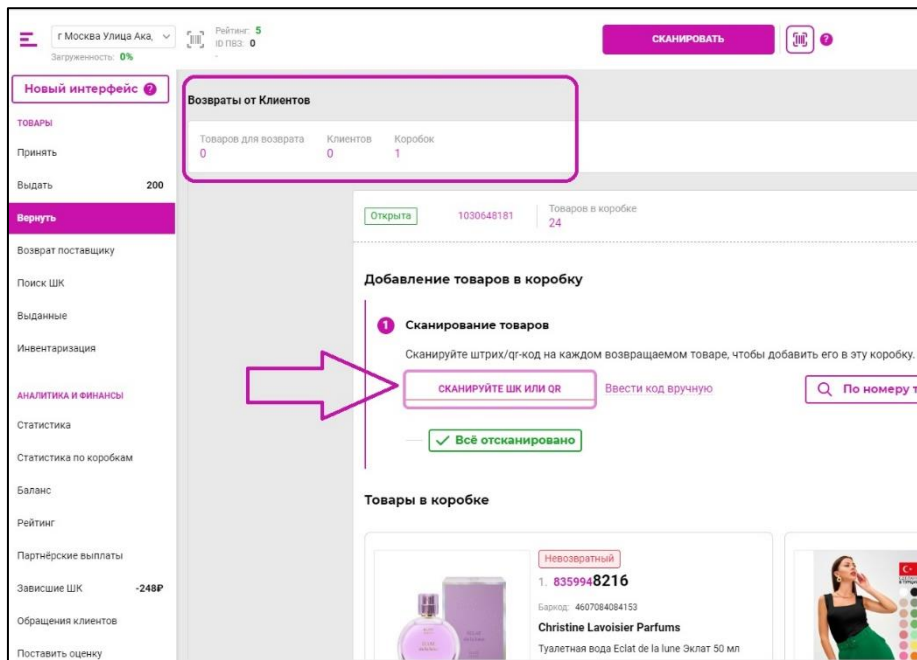 г Москва Улица Ака,
Рейтинг: 5
ID ПВЗ: 0
Загруженность: 0%
СКАНИРОВАТЬ
Новый интерфейс ?
ТОВАРЫ
Принять
Выдать 200
Вернуть
Возврат поставщику
Поиск ШК
Выданные
Инвентаризация
АНАЛИТИКА И ФИНАНСЫ
Статистика
Статистика по коробкам
Баланс
Рейтинг
Партнёрские выплаты
Зависшие ШК -248₽
Обращения клиентов
Поставить оценку
Возвраты от Клиентов
Товаров для возврата Клиентов Коробок
0 0 1
Открыта 1030648181 Товаров в коробке
24
Добавление товаров в коробку
1 Сканирование товаров
Сканируйте штрих/qr-код на каждом возвращаемом товаре, чтобы добавить его в эту коробку.
СКАНИРУЙТЕ ШК ИЛИ QR Ввести код вручную По номеру т
Всё отсканировано
Товары в коробке
Невозвратный
1. 8359948216
Баркод: 4607084084153
Christine Lavoisier Parfums
Туалетная вода Eclat de la lune Эклат 50 мл